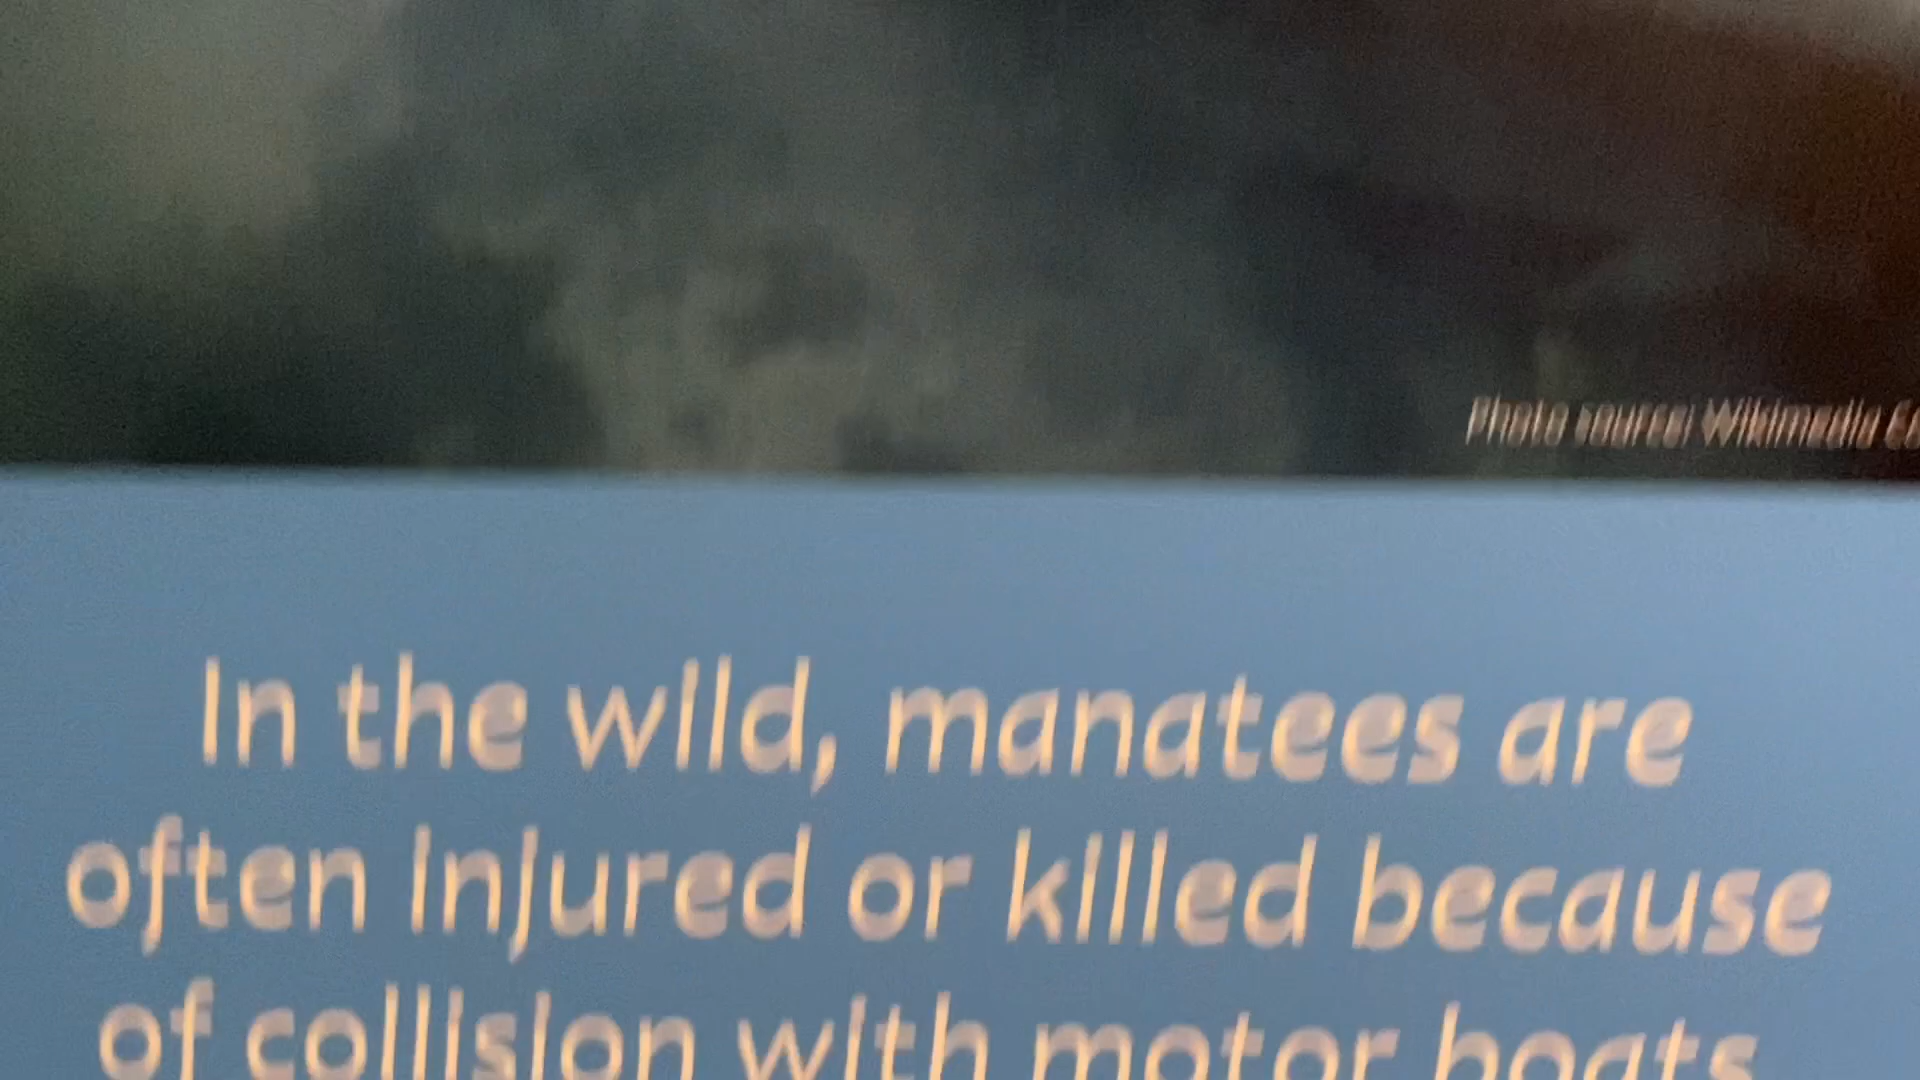 Photo source: Wikimedia
In the wild, manatees are
often injured or killed because
of collision with motor boats